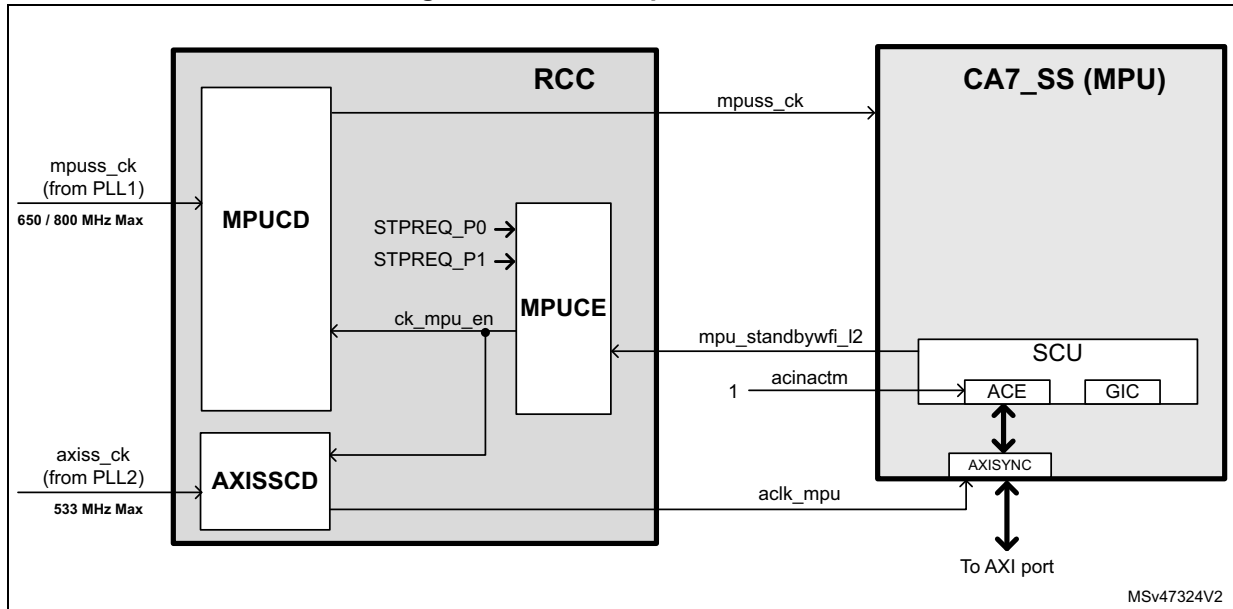 RCC
CA7_SS (MPU)
mpuss_ck
mpuss_ck
(from PLL1)
650 / 800 MHz Max
MPUCD
STPREQ_P0
STPREQ_P1
MPUCE
ck_mpu_en
mpu_standbywfi_l2
SCU
acinactm
1
ACE
GIC
axiss_ck
(from PLL2)
533 MHz Max
AXISSCD
AXISYNC
aclk_mpu
To AXI port
MSv47324V2